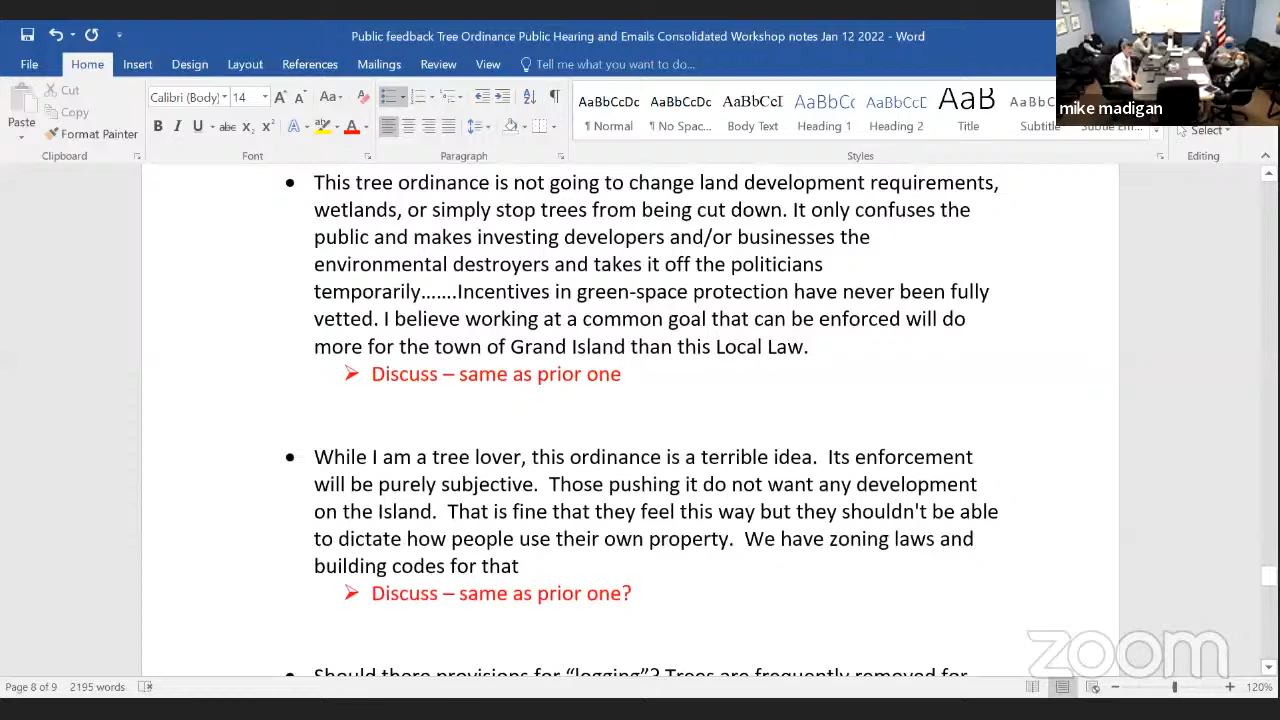 Public feedback Tree Ordinance Public Hearing and Emails Consolidated Workshop notes Jan 12 2022 - Word
File Home Insert Design Layout References Mailings Review View Tell me what you want to do...
mike madigan
Paste
Cut
Copy
Format Painter
Clipboard
Calibri (Body) 14
Font
Paragraph
AaBbCcDc AaBbCcDc AaBbCcI AaBbCc AaBbCcD AaB
¶ Normal ¶ No Spac... Body Text Heading 1 Heading 2 Title Subtitle
Styles
Select
Editing
• This tree ordinance is not going to change land development requirements,
wetlands, or simply stop trees from being cut down. It only confuses the
public and makes investing developers and/or businesses the
environmental destroyers and takes it off the politicians
temporarily…….Incentives in green-space protection have never been fully
vetted. I believe working at a common goal that can be enforced will do
more for the town of Grand Island than this Local Law.
➢ Discuss – same as prior one
• While I am a tree lover, this ordinance is a terrible idea.  Its enforcement
will be purely subjective.  Those pushing it do not want any development
on the Island.  That is fine that they feel this way but they shouldn't be able
to dictate how people use their own property.  We have zoning laws and
building codes for that
➢ Discuss – same as prior one?
• Should there provisions for “logging”? Trees are frequently removed for
zoom
Page 8 of 9 2195 words
120%